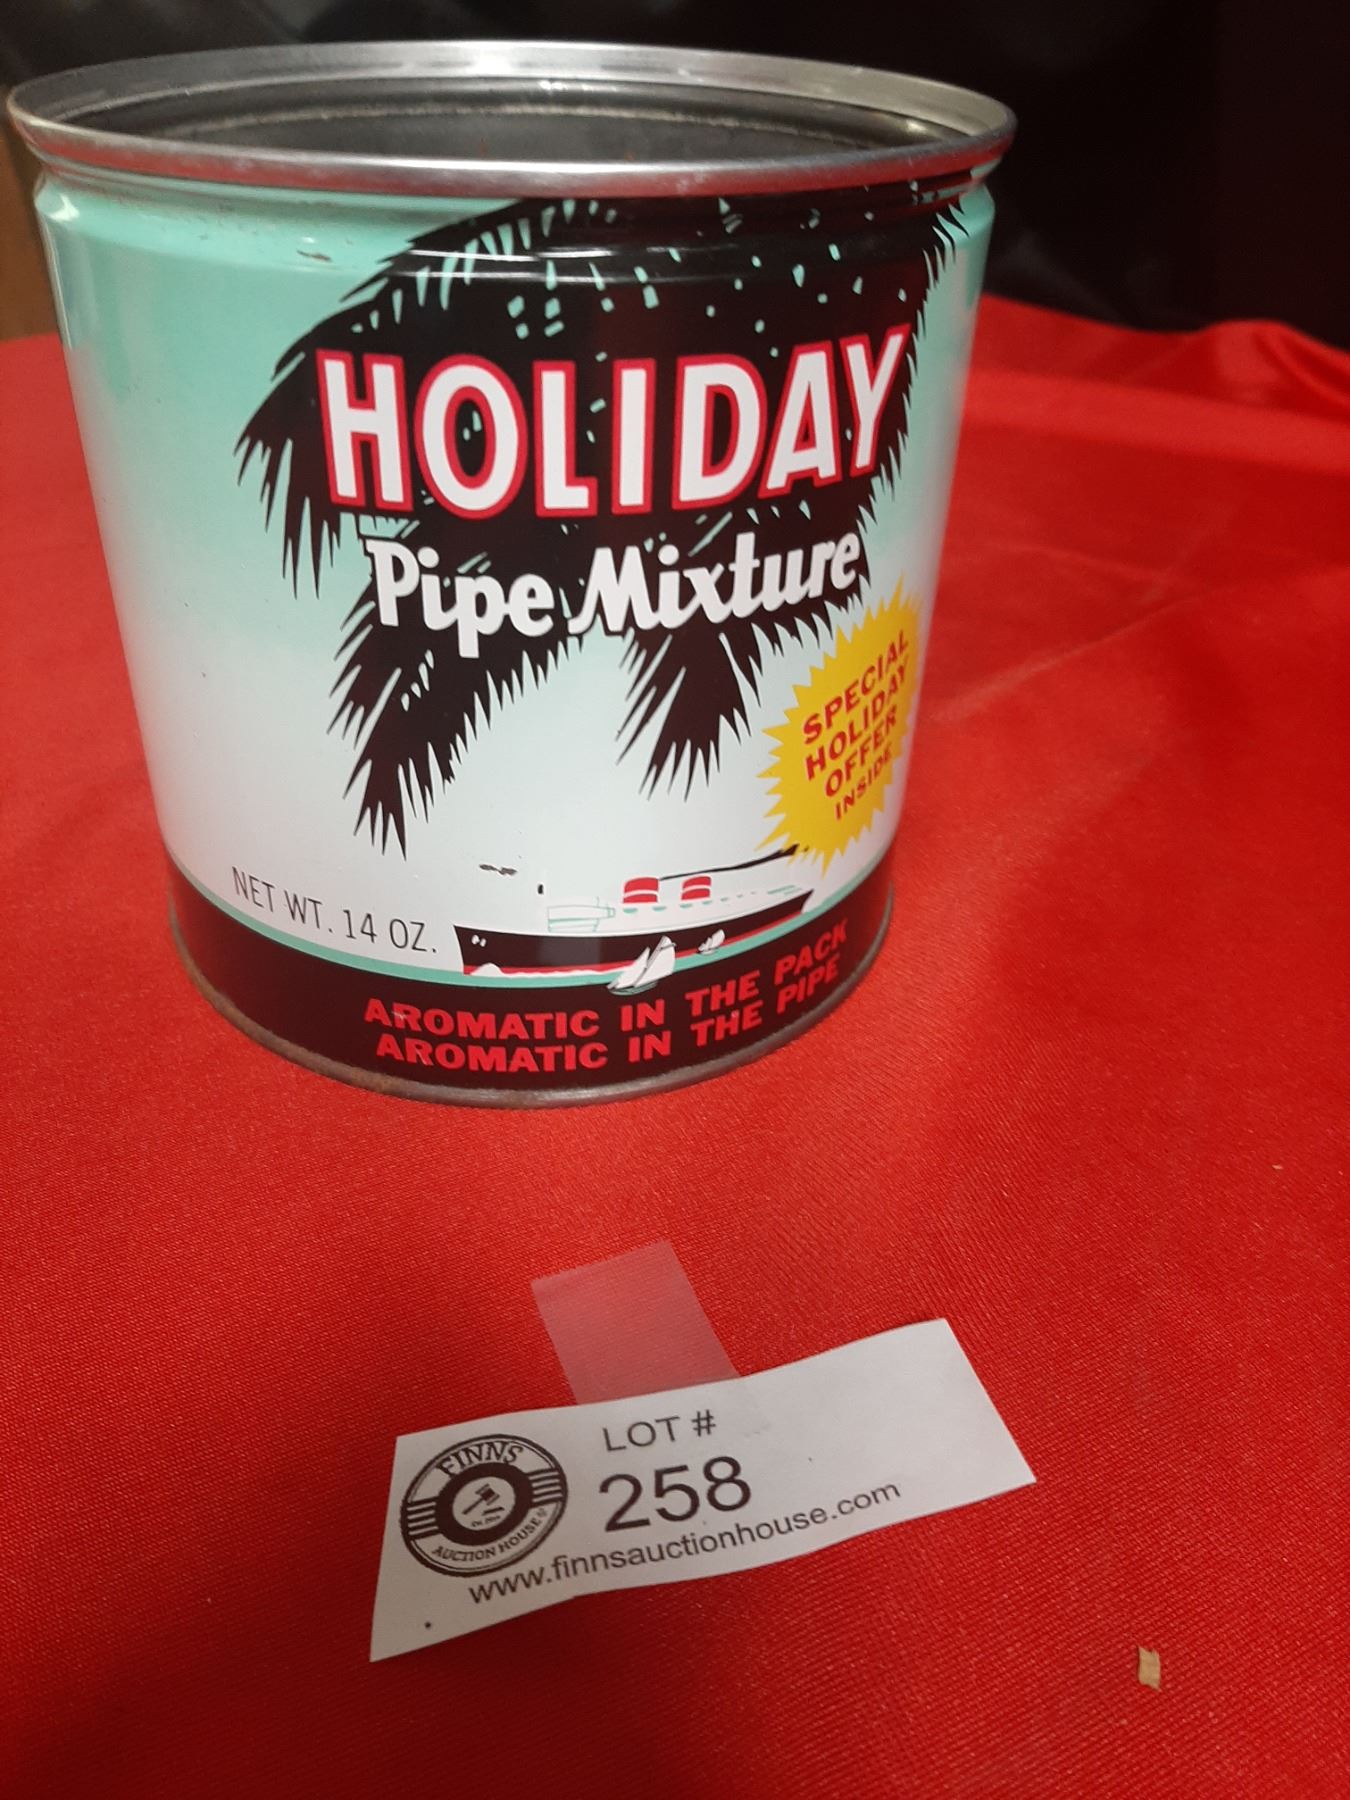 HOLIDAY
Pipe Mixture
SPECIAL
HOLIDAY
OFFER
INSIDE
NET WT. 14 OZ.
AROMATIC IN THE PACK
AROMATIC IN THE PIPE
LOT #
258
FINNS
AUCTION HOUSE
www.finnsauctionhouse.com